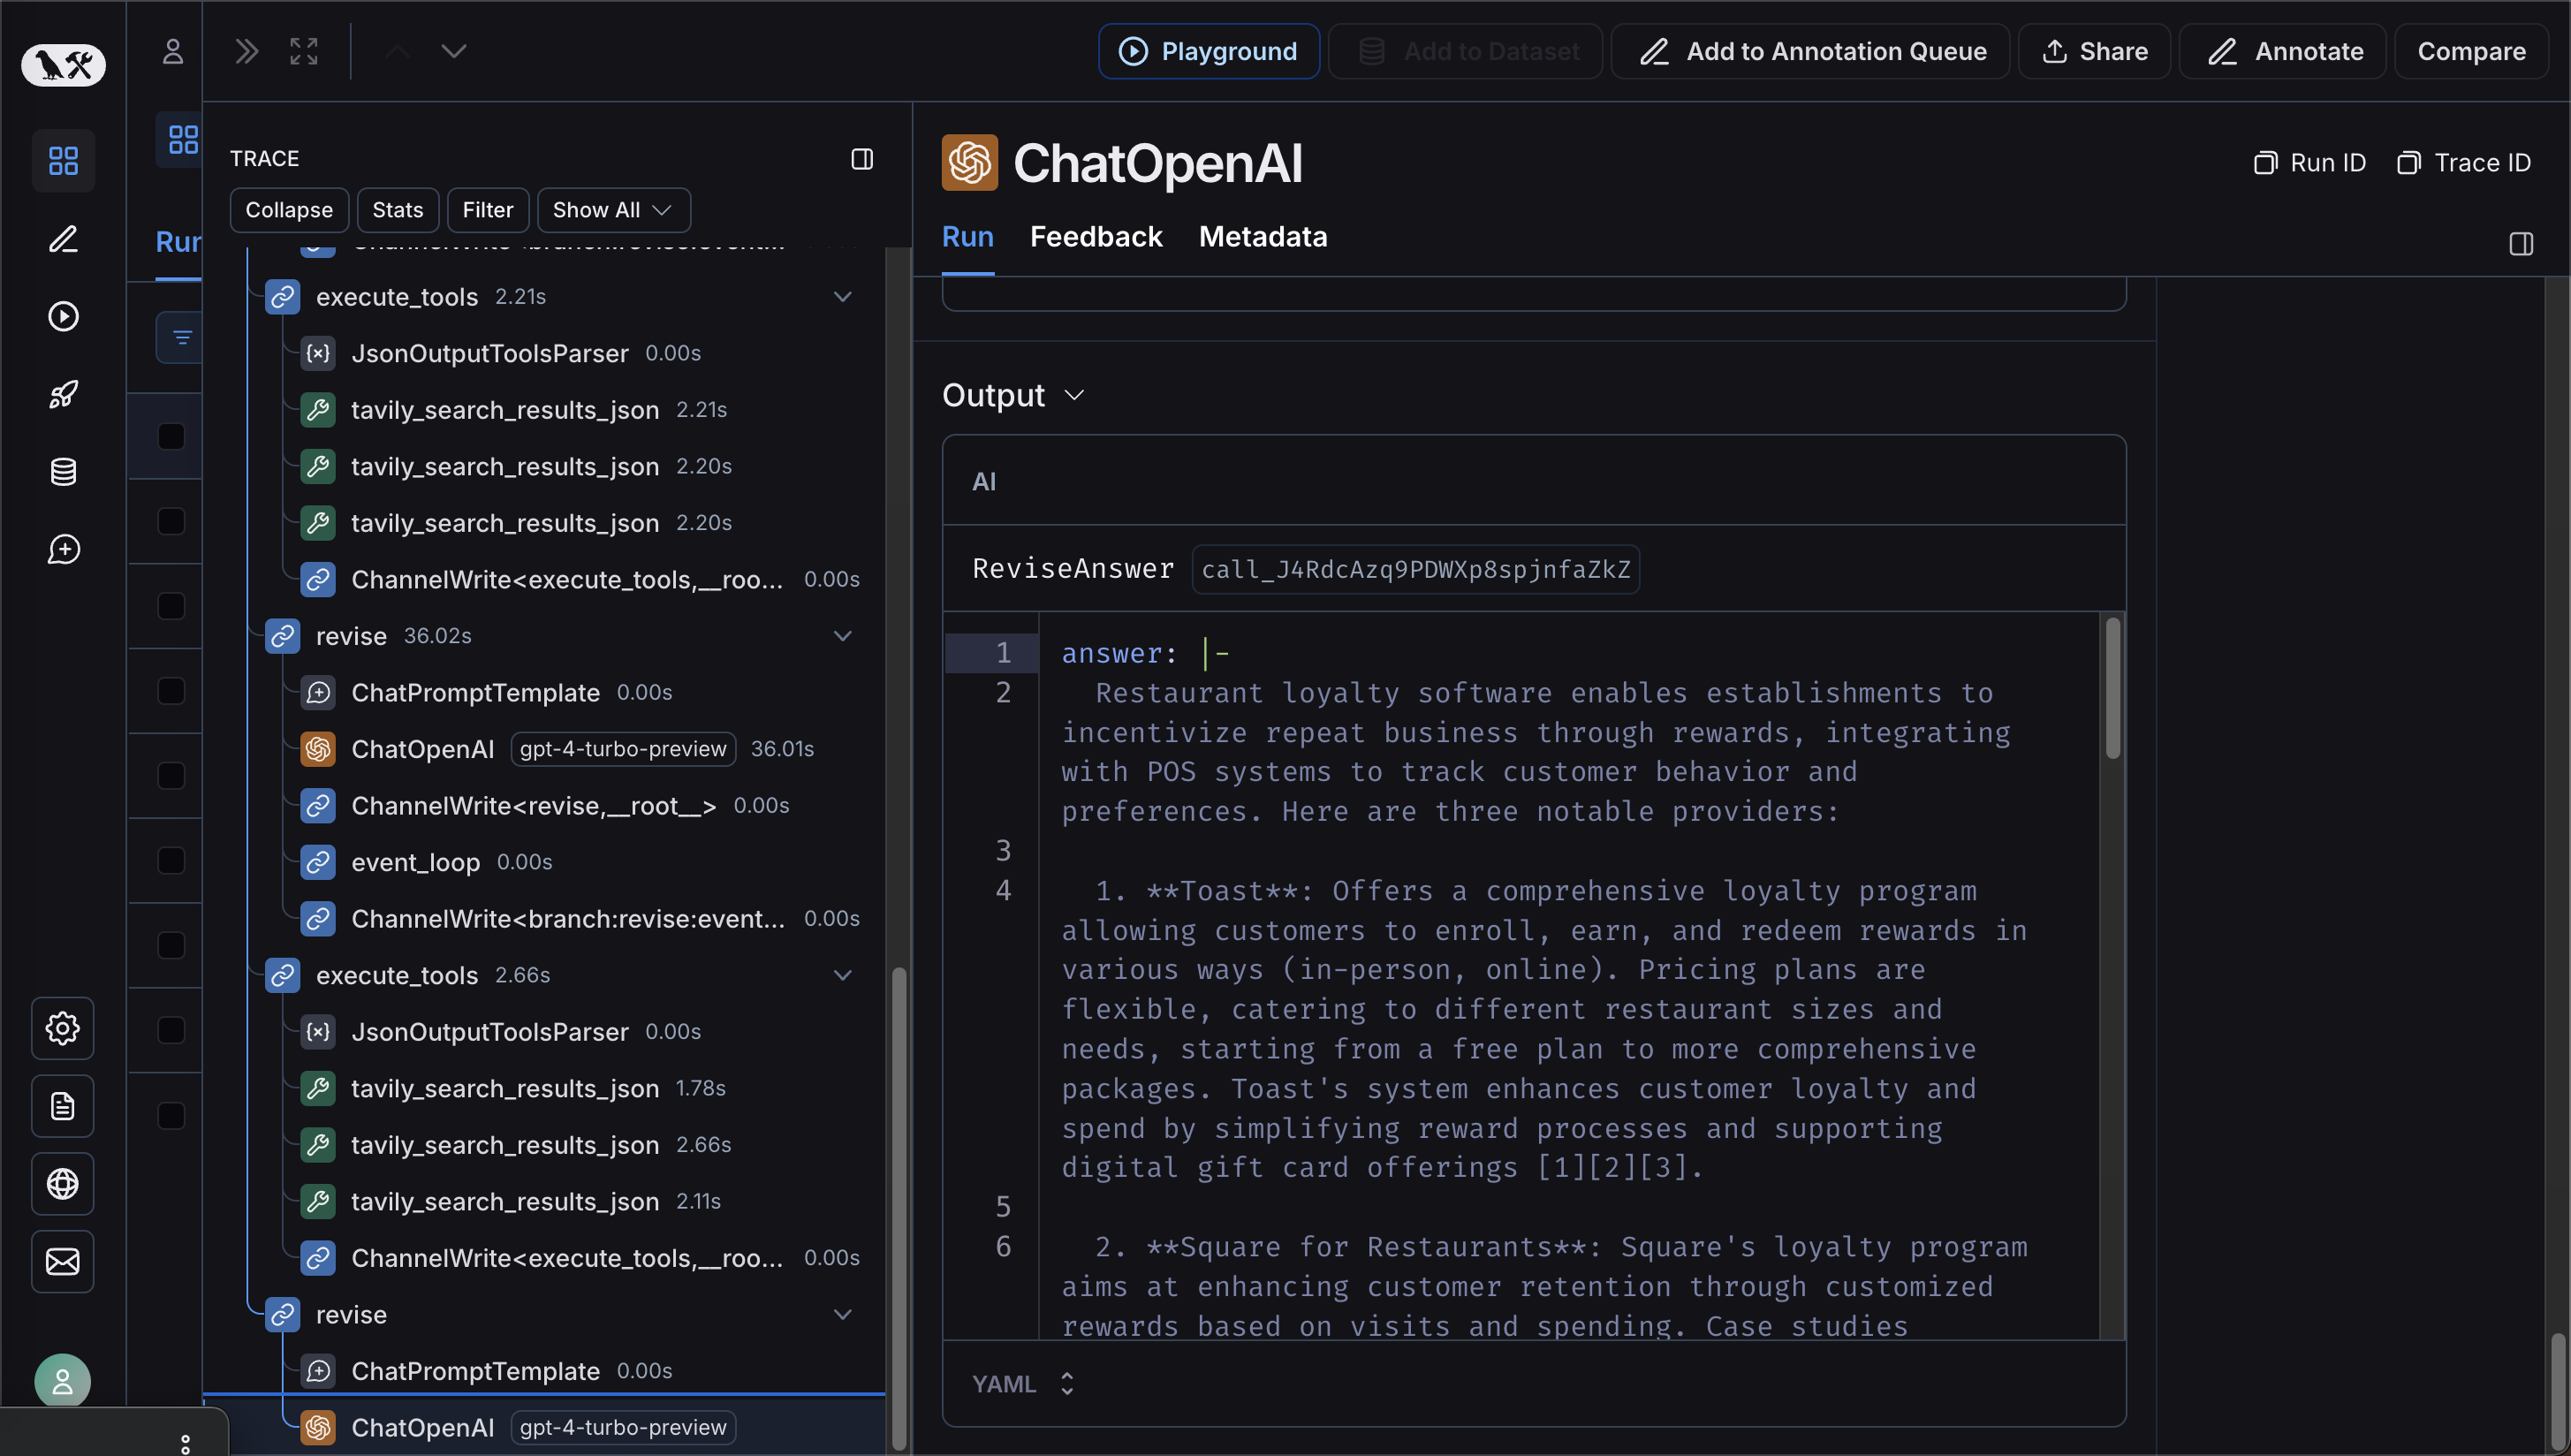 Playground
Add to Dataset
Add to Annotation Queue
Share
Annotate
Compare
Run
TRACE
Collapse
Stats
Filter
Show All
execute_tools 2.21s
JsonOutputToolsParser 0.00s
tavily_search_results_json 2.21s
tavily_search_results_json 2.20s
tavily_search_results_json 2.20s
ChannelWrite<execute_tools,__roo... 0.00s
revise 36.02s
ChatPromptTemplate 0.00s
ChatOpenAI gpt-4-turbo-preview 36.01s
ChannelWrite<revise,__root__> 0.00s
event_loop 0.00s
ChannelWrite<branch:revise:event... 0.00s
execute_tools 2.66s
JsonOutputToolsParser 0.00s
tavily_search_results_json 1.78s
tavily_search_results_json 2.66s
tavily_search_results_json 2.11s
ChannelWrite<execute_tools,__roo... 0.00s
revise
ChatPromptTemplate 0.00s
ChatOpenAI gpt-4-turbo-preview
ChatOpenAI
Run ID
Trace ID
Run
Feedback
Metadata
Output
AI
ReviseAnswer call_J4RdcAzq9PDWXp8spjnfaZkZ
1 answer: |-
2 Restaurant loyalty software enables establishments to
incentivize repeat business through rewards, integrating
with POS systems to track customer behavior and
preferences. Here are three notable providers:
3
4 1. **Toast**: Offers a comprehensive loyalty program
allowing customers to enroll, earn, and redeem rewards in
various ways (in-person, online). Pricing plans are
flexible, catering to different restaurant sizes and
needs, starting from a free plan to more comprehensive
packages. Toast's system enhances customer loyalty and
spend by simplifying reward processes and supporting
digital gift card offerings [1][2][3].
5
6 2. **Square for Restaurants**: Square's loyalty program
aims at enhancing customer retention through customized
rewards based on visits and spending. Case studies
YAML